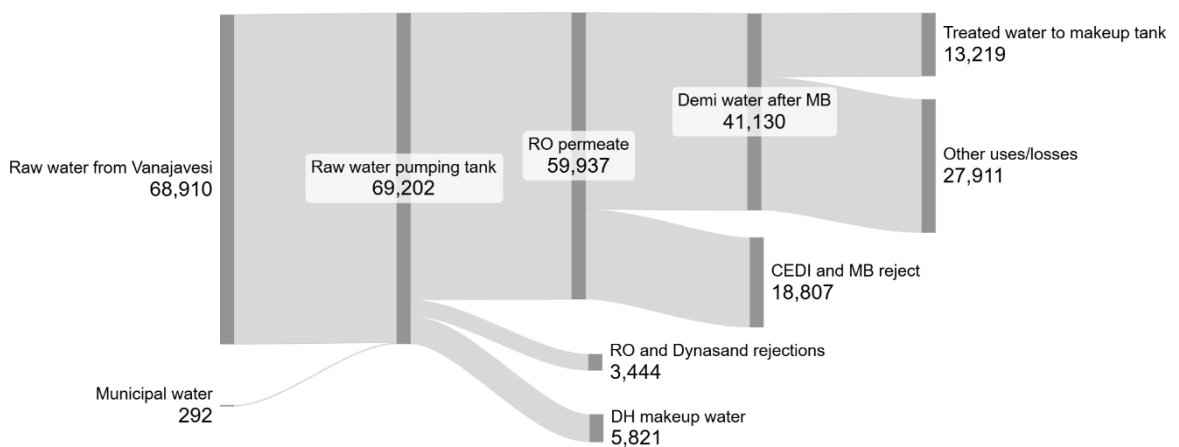 Raw water from Vanajavesi
68,910
Municipal water
292
Raw water pumping tank
69,202
RO permeate
59,937
Demi water after MB
41,130
Treated water to makeup tank
13,219
Other uses/losses
27,911
CEDI and MB reject
18,807
RO and Dynasand rejections
3,444
DH makeup water
5,821